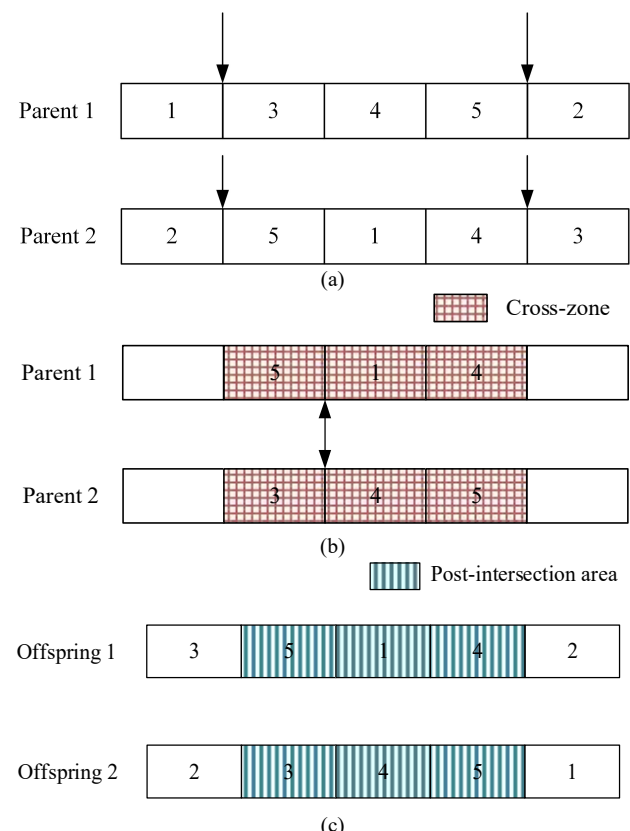 Parent 1 1 3 4 5 2
Parent 2 2 5 1 4 3
(a)
Cross-zone
Parent 1 5 1 4
Parent 2 3 4 5
(b)
Post-intersection area
Offspring 1 3 5 1 4 2
Offspring 2 2 3 4 5 1
(c)